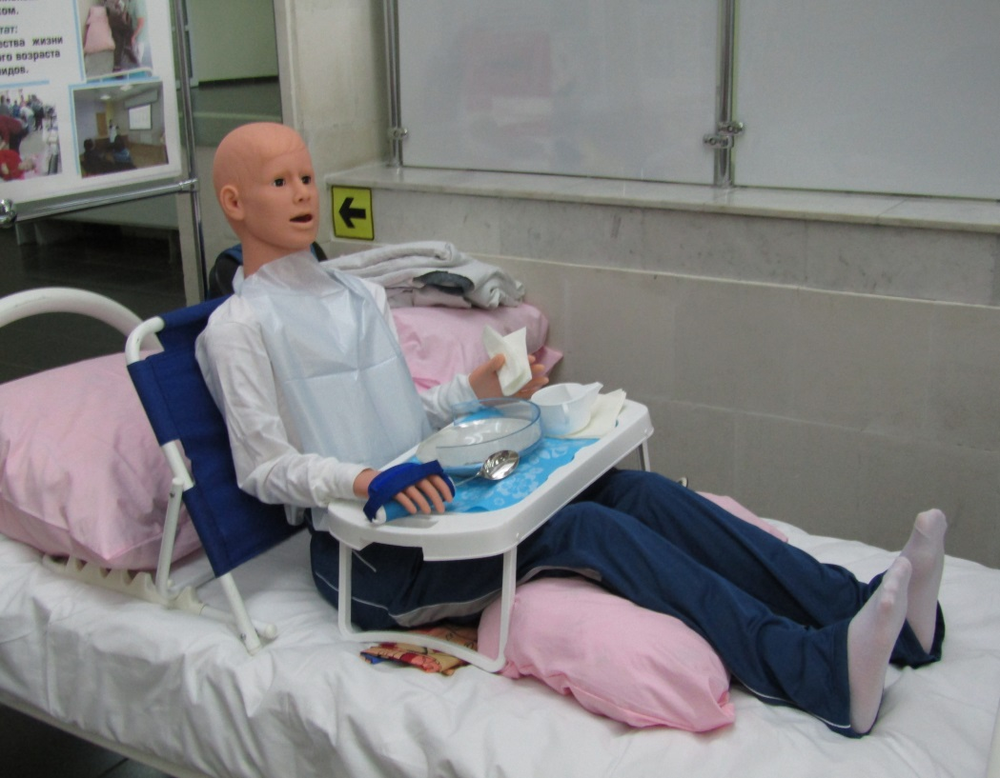 ком.
тат:
ества жизни
го возраста
идов.